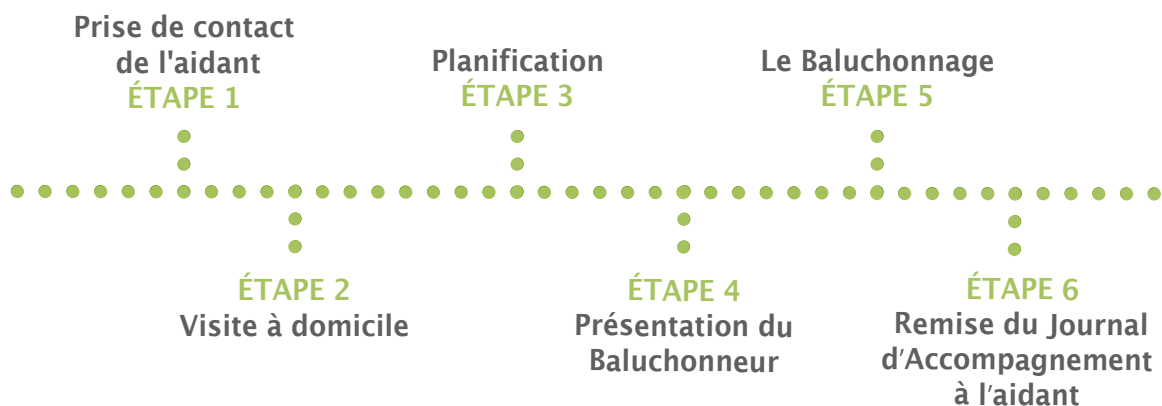 Prise de contact
de l'aidant
ÉTAPE 1
ÉTAPE 2
Visite à domicile
Planification
ÉTAPE 3
ÉTAPE 4
Présentation du
Baluchonneur
Le Baluchonnage
ÉTAPE 5
ÉTAPE 6
Remise du Journal
d'Accompagnement
à l'aidant